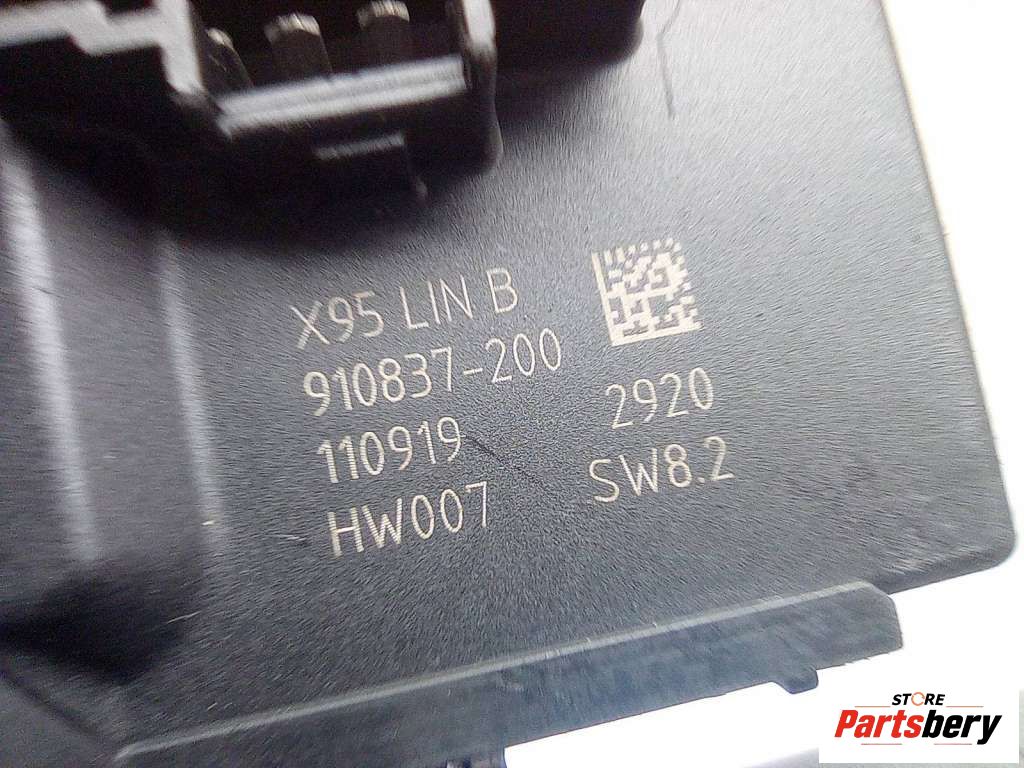 X95 LIN B
910837-200
110919 2920
HW007 SW8.2
STORE
Partsbery